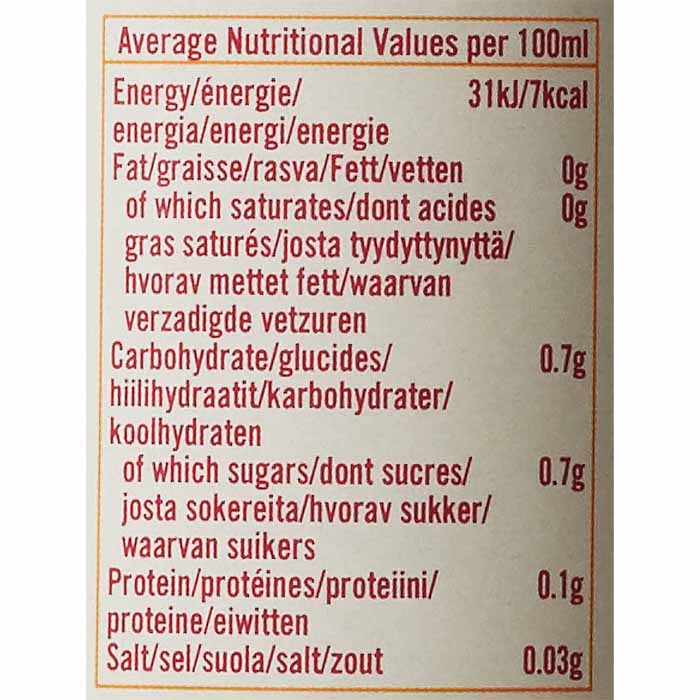 Average Nutritional Values per 100ml
Energy/énergie/ 31kJ/7kcal
energia/energi/energie
Fat/graisse/rasva/Fett/vetten 0g
of which saturates/dont acides 0g
gras saturés/josta tyydyttynyttä/
hvorav mettet fett/waarvan
verzadigde vetzuren
Carbohydrate/glucides/ 0.7g
hiilihydraatit/karbohydrater/
koolhydraten
of which sugars/dont sucres/ 0.7g
josta sokereita/hvorav sukker/
waarvan suikers
Protein/protéines/proteiini/ 0.1g
proteine/eiwitten
Salt/sel/suola/salt/zout 0.03g